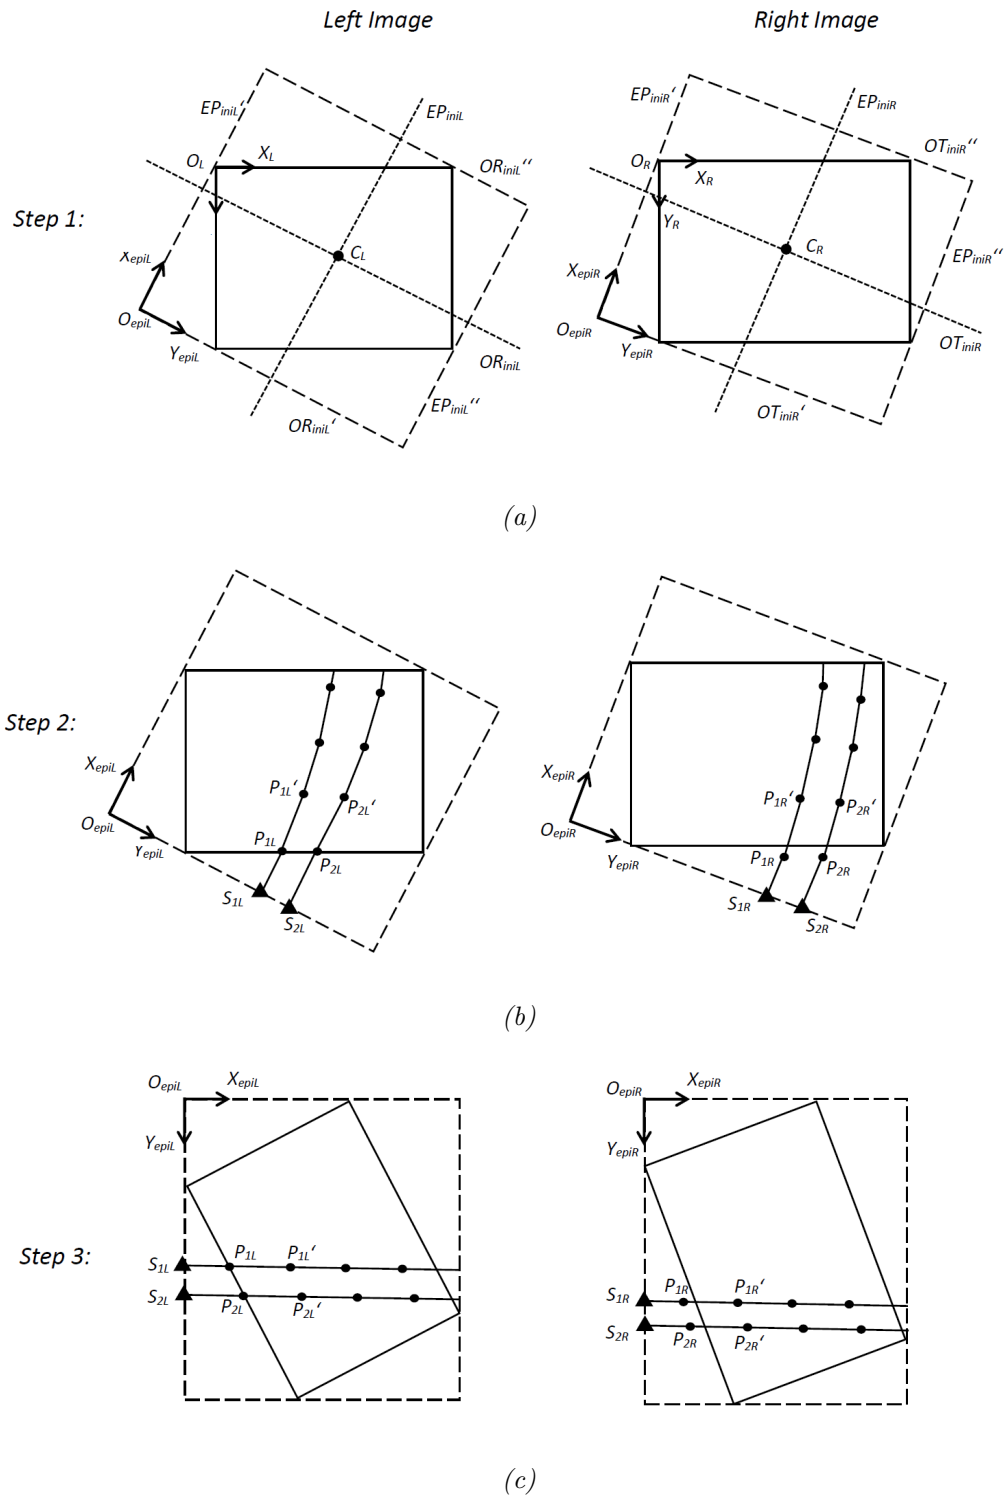 Left Image Right Image
EPiniL‘ EPiniL EPiniR‘ EPiniR
OL XL ORiniL‘‘ OR XR OTiniR‘‘
Step 1: YR
XepiL CL XepiR CR EPiniR‘‘
OepiL OepiR
YepiL ORiniL YepiR OTiniR
ORiniL‘ EPiniL‘‘ OTiniR‘
(a)
Step 2:
XepiL XepiR
P1L‘ P2L‘ P1R‘ P2R‘
OepiL OepiR
YepiL P1L P2L YepiR P1R P2R
S1L S1R
S2L S2R
(b)
OepiL XepiL OepiR XepiR
YepiL YepiR
Step 3:
S1L P1L P1L‘ S1R P1R P1R‘
S2L P2L P2L‘ S2R P2R P2R‘
(c)